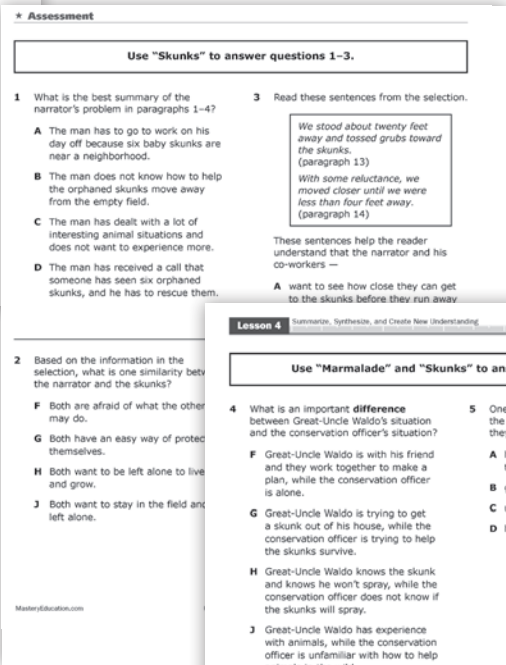 ★ Assessment
Use "Skunks" to answer questions 1–3.
1 What is the best summary of the
narrator's problem in paragraphs 1–4?
A The man has to go to work on his
day off because six baby skunks are
near a neighborhood.
B The man does not know how to help
the orphaned skunks move away
from the empty field.
C The man has dealt with a lot of
interesting animal situations and
does not want to experience more.
D The man has received a call that
someone has seen six orphaned
skunks, and he has to rescue them.
2 Based on the information in the
selection, what is one similarity betw
the narrator and the skunks?
F Both are afraid of what the other
may do.
G Both have an easy way of protec
themselves.
H Both want to be left alone to live
and grow.
J Both want to stay in the field and
left alone.
MasteryEducation.com
3 Read these sentences from the selection.
We stood about twenty feet
away and tossed grubs toward
the skunks.
(paragraph 13)
With some reluctance, we
moved closer until we were
less than four feet away.
(paragraph 14)
These sentences help the reader
understand that the narrator and his
co-workers —
A want to see how close they can get
to the skunks before they run away
Lesson 4 Summarize, Synthesize, and Create New Understanding
Use "Marmalade" and "Skunks" to an
4 What is an important difference
between Great-Uncle Waldo's situation
and the conservation officer's situation?
F Great-Uncle Waldo is with his friend
and they work together to make a
plan, while the conservation officer
is alone.
G Great-Uncle Waldo is trying to get
a skunk out of his house, while the
conservation officer is trying to help
the skunks survive.
H Great-Uncle Waldo knows the skunk
and knows he won't spray, while the
conservation officer does not know if
the skunks will spray.
J Great-Uncle Waldo has experience
with animals, while the conservation
officer is unfamiliar with how to help
5 One
the
the
A
B
C
D